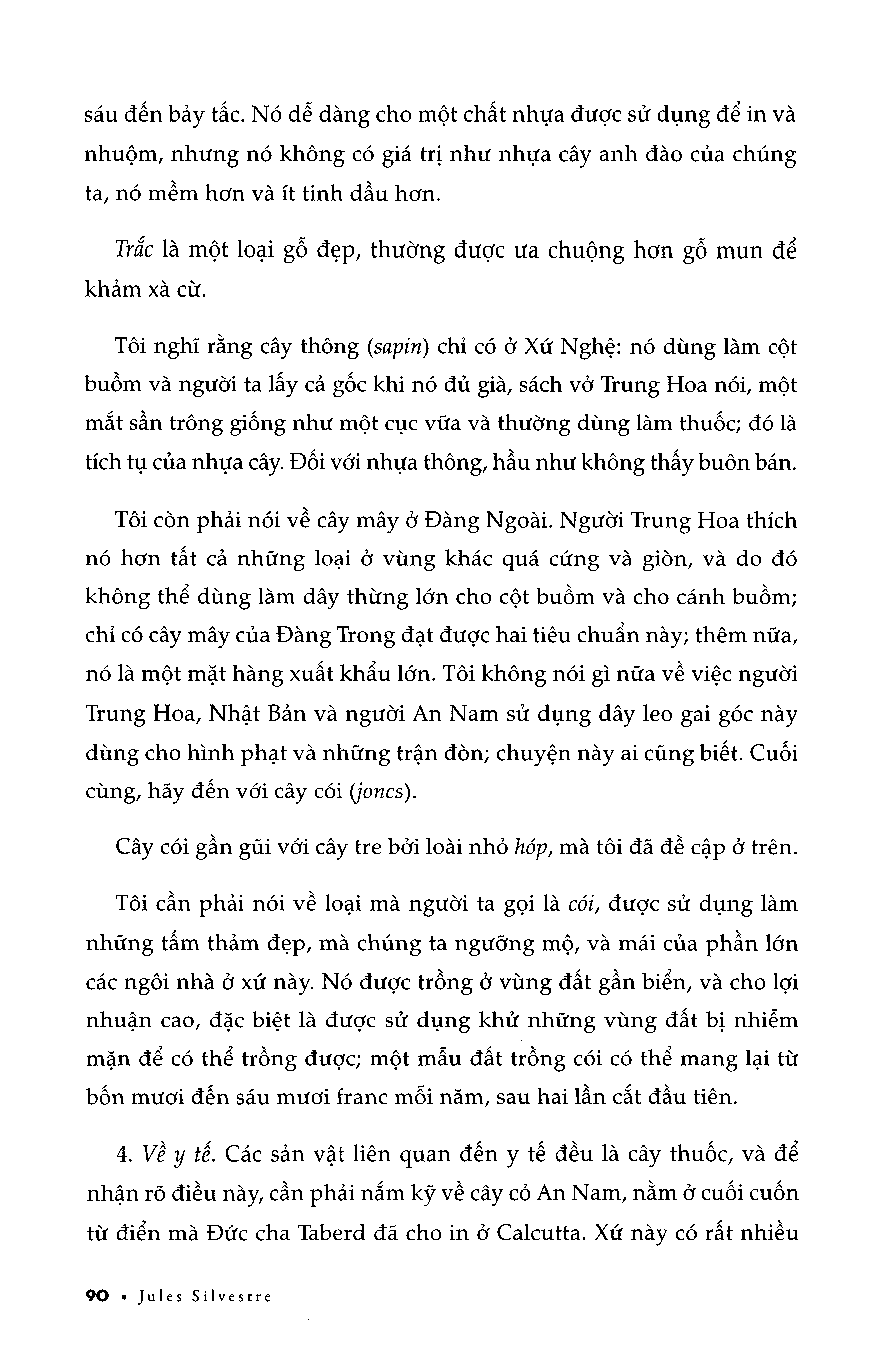 sáu đến bảy tấc. Nó dễ dàng cho một chất nhựa được sử dụng để in và
nhuộm, nhưng nó không có giá trị như nhựa cây anh đào của chúng
ta, nó mềm hơn và ít tinh dầu hơn.
Trắc là một loại gỗ đẹp, thường được ưa chuộng hơn gỗ mun để
khảm xà cừ.
Tôi nghĩ rằng cây thông (sapin) chỉ có ở Xứ Nghệ: nó dùng làm cột
buồm và người ta lấy cả gốc khi nó đủ già, sách vở Trung Hoa nói, một
mắt sần trông giống như một cục vữa và thường dùng làm thuốc; đó là
tích tụ của nhựa cây. Đối với nhựa thông, hầu như không thấy buôn bán.
Tôi còn phải nói về cây mây ở Đàng Ngoài. Người Trung Hoa thích
nó hơn tất cả những loại ở vùng khác quá cứng và giòn, và do đó
không thể dùng làm dây thừng lớn cho cột buồm và cho cánh buồm;
chỉ có cây mây của Đàng Trong đạt được hai tiêu chuẩn này; thêm nữa,
nó là một mặt hàng xuất khẩu lớn. Tôi không nói gì nữa về việc người
Trung Hoa, Nhật Bản và người An Nam sử dụng dây leo gai góc này
dùng cho hình phạt và những trận đòn; chuyện này ai cũng biết. Cuối
cùng, hãy đến với cây cói (joncs).
Cây cói gần gũi với cây tre bởi loài nhỏ hóp, mà tôi đã đề cập ở trên.
Tôi cần phải nói về loại mà người ta gọi là cói, được sử dụng làm
những tấm thảm đẹp, mà chúng ta ngưỡng mộ, và mái của phần lớn
các ngôi nhà ở xứ này. Nó được trồng ở vùng đất gần biển, và cho lợi
nhuận cao, đặc biệt là được sử dụng khử những vùng đất bị nhiễm
mặn để có thể trồng được; một mẫu đất trồng cói có thể mang lại từ
bốn mươi đến sáu mươi franc mỗi năm, sau hai lần cắt đầu tiên.
4. Về y tế. Các sản vật liên quan đến y tế đều là cây thuốc, và để
nhận rõ điều này, cần phải nắm kỹ về cây cỏ An Nam, nằm ở cuối cuốn
từ điển mà Đức cha Taberd đã cho in ở Calcutta. Xứ này có rất nhiều
90 • Jules Silvestre